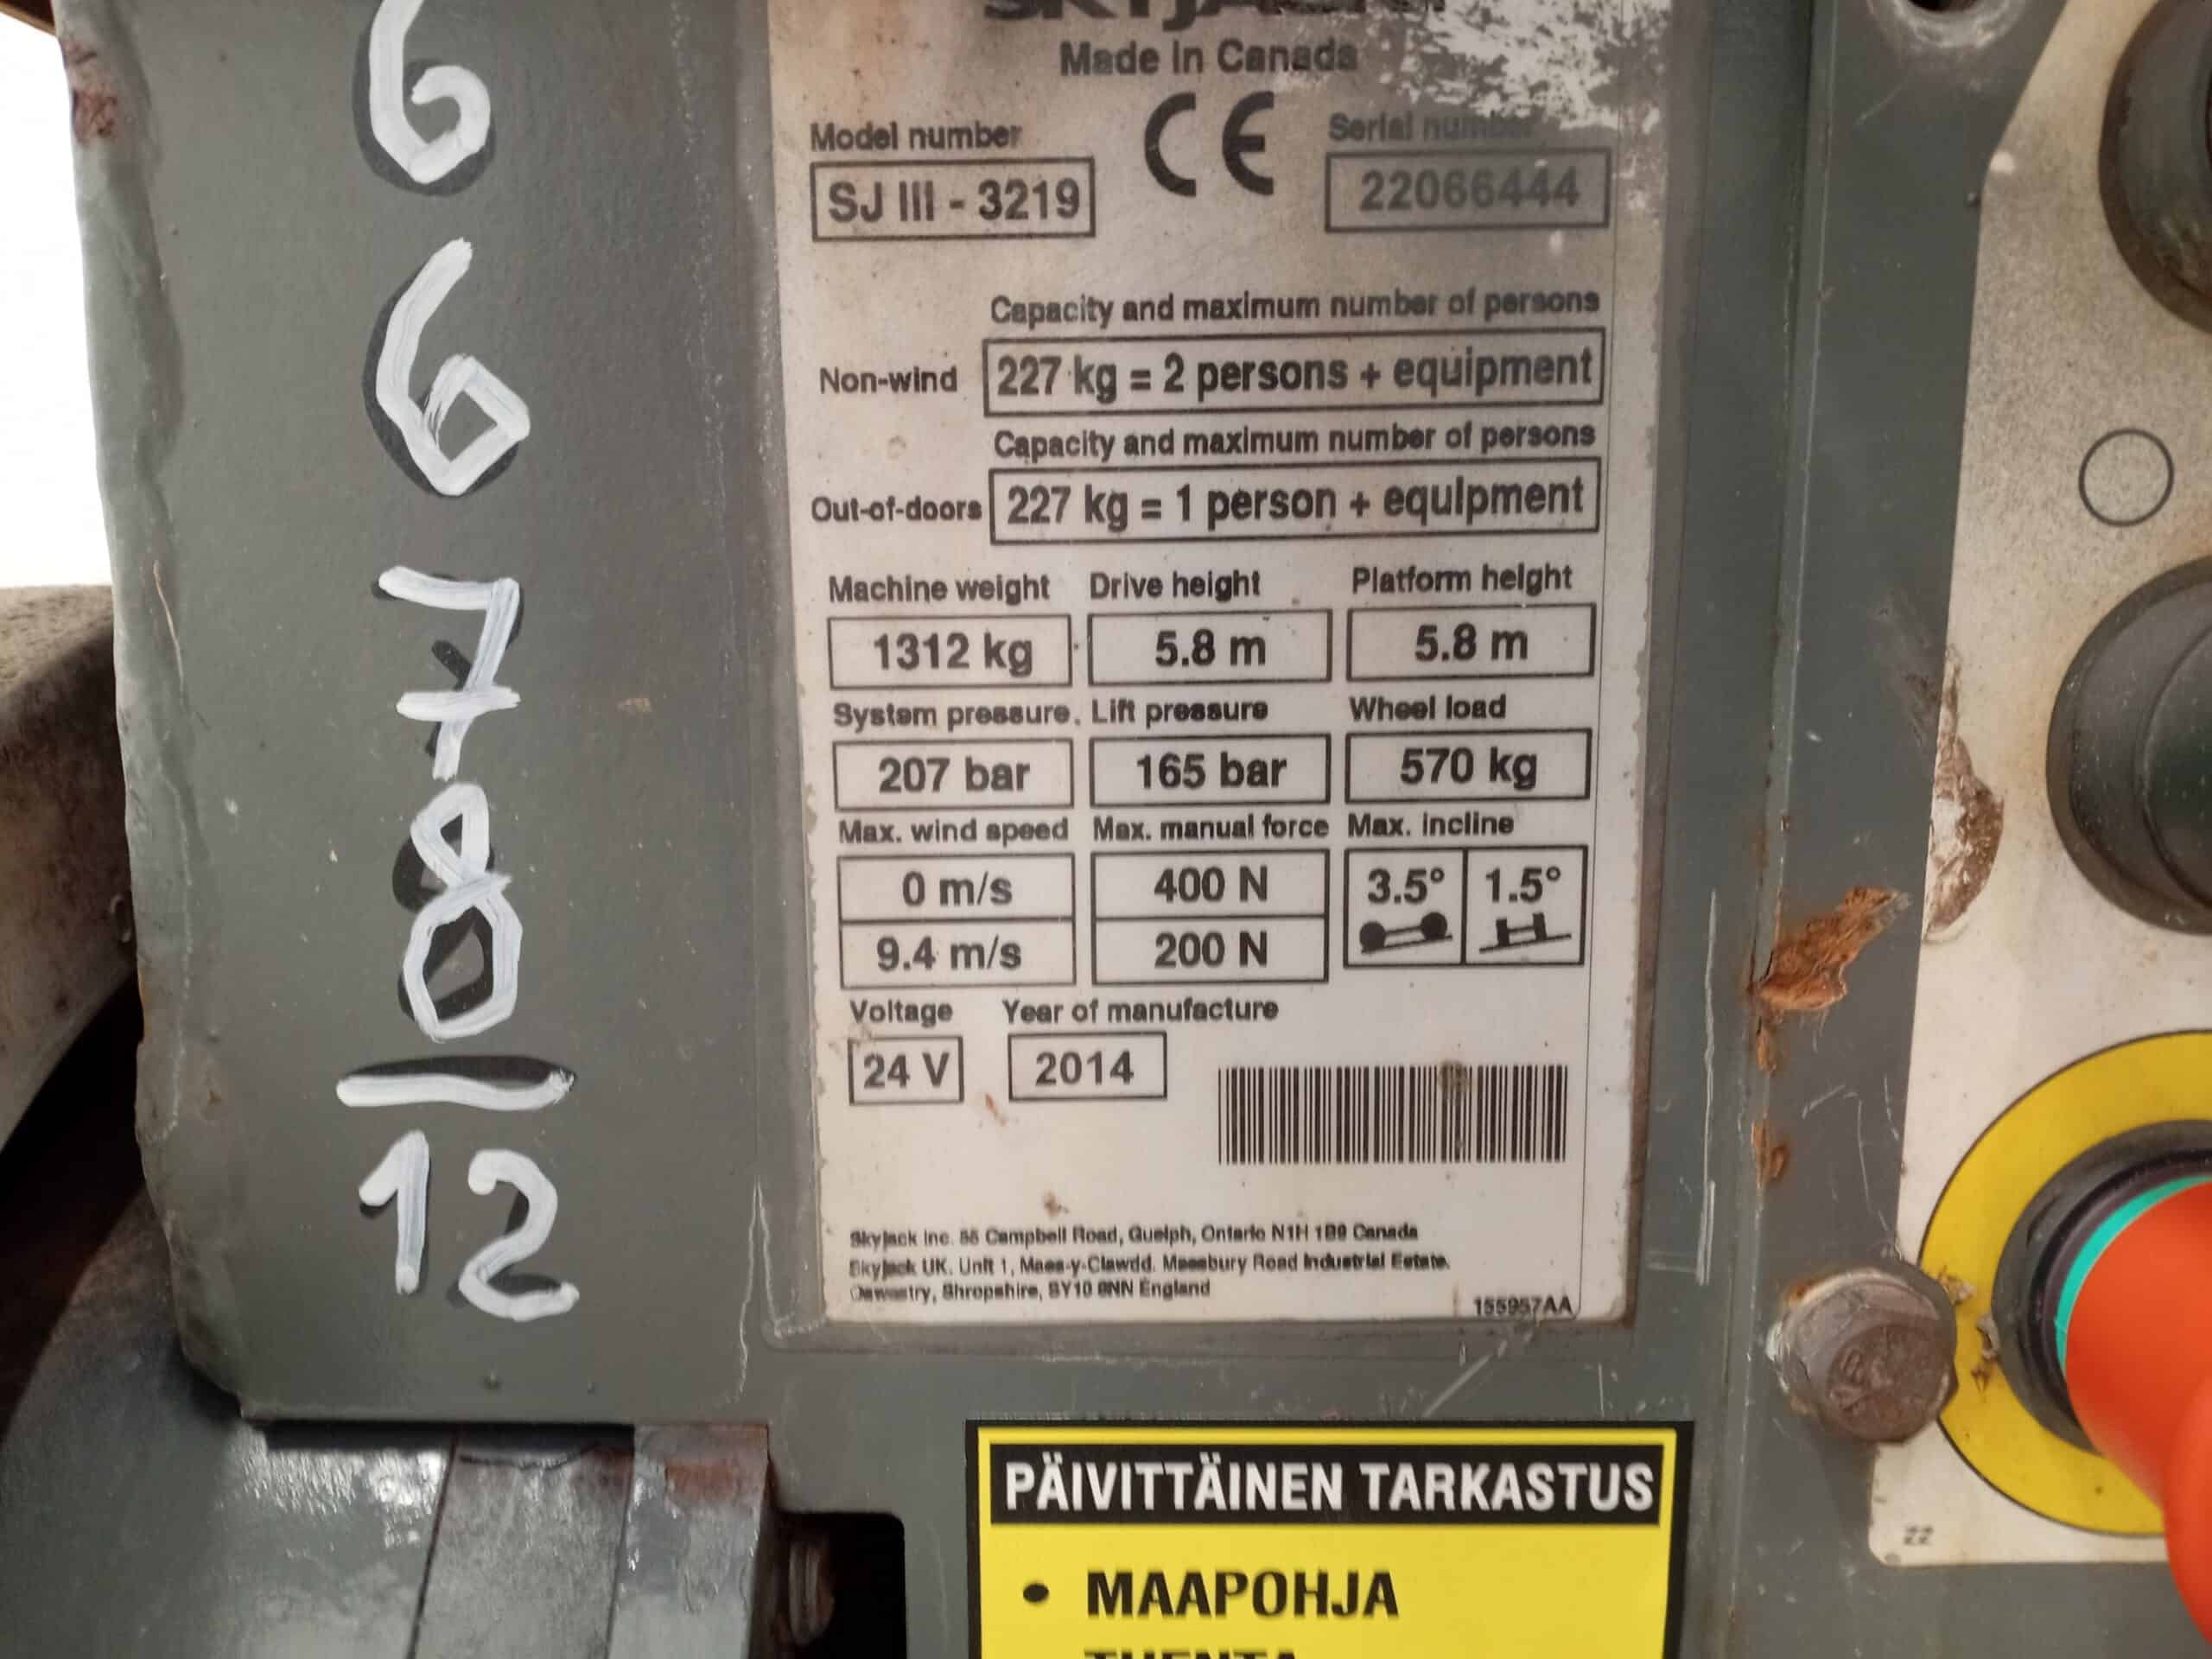 SKYJACK
Made in Canada
CE
Model number
Serial number
SJ III - 3219
22066444
Capacity and maximum number of persons
Non-wind
227 kg = 2 persons + equipment
Capacity and maximum number of persons
Out-of-doors
227 kg = 1 person + equipment
Machine weight Drive height Platform height
1312 kg 5.8 m 5.8 m
System pressure Lift pressure Wheel load
207 bar 165 bar 570 kg
Max. wind speed Max. manual force Max. incline
0 m/s 400 N 3.5° 1.5°
9.4 m/s 200 N
Voltage Year of manufacture
24 V 2014
Skyjack Inc. 55 Campbell Road, Guelph, Ontario N1H 1B9 Canada
Skyjack UK. Unit 1, Maes-y-Clawdd. Maesbury Road Industrial Estate.
Oswestry, Shropshire, SY10 8NN England
155957AA
6
6
7
8
12
22
PÄIVITTÄINEN TARKASTUS
• MAAPOHJA